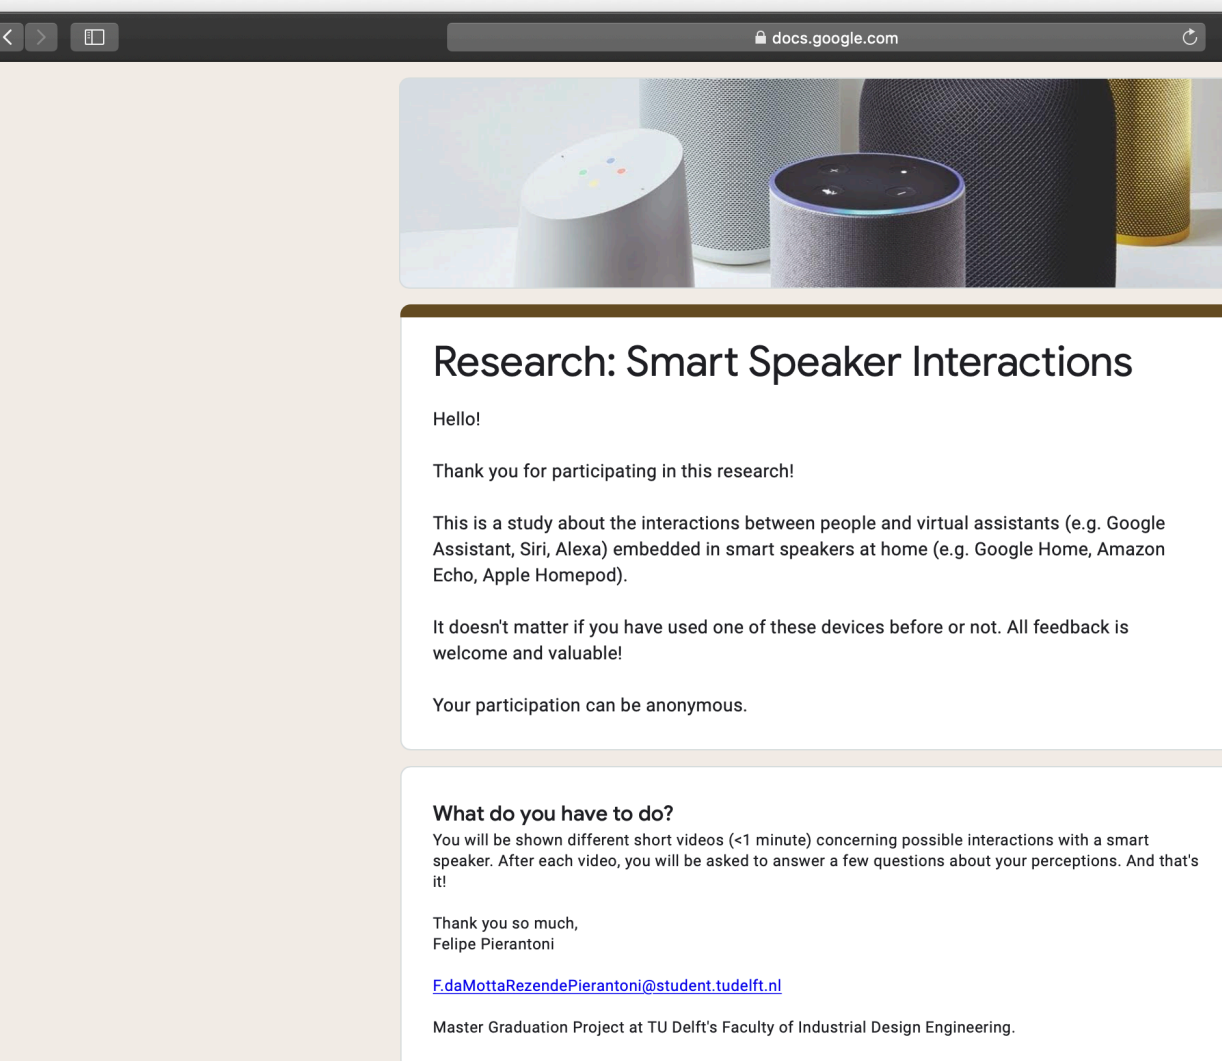 docs.google.com
Research: Smart Speaker Interactions
Hello!
Thank you for participating in this research!
This is a study about the interactions between people and virtual assistants (e.g. Google
Assistant, Siri, Alexa) embedded in smart speakers at home (e.g. Google Home, Amazon
Echo, Apple Homepod).
It doesn't matter if you have used one of these devices before or not. All feedback is
welcome and valuable!
Your participation can be anonymous.
What do you have to do?
You will be shown different short videos (<1 minute) concerning possible interactions with a smart
speaker. After each video, you will be asked to answer a few questions about your perceptions. And that's
it!
Thank you so much,
Felipe Pierantoni
F.daMottaRezendePierantoni@student.tudelft.nl
Master Graduation Project at TU Delft's Faculty of Industrial Design Engineering.